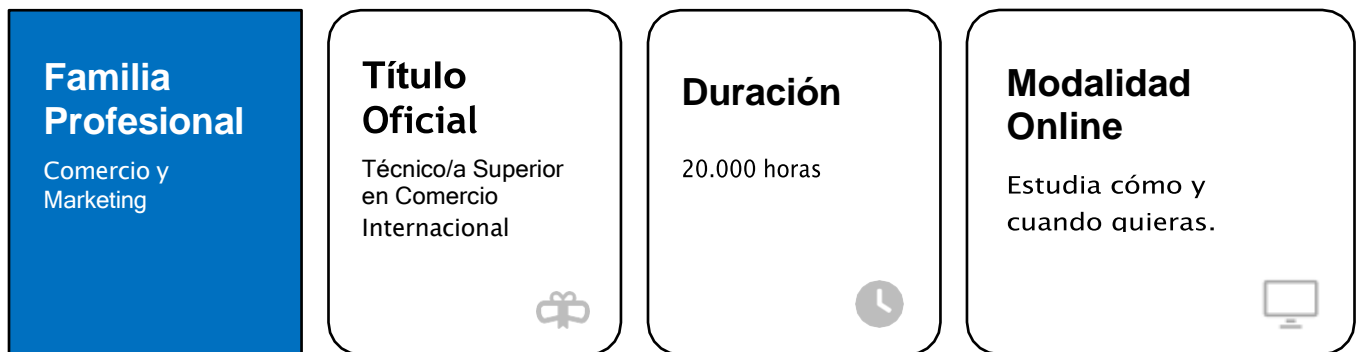 Familia
Profesional
Comercio y
Marketing
Título
Oficial
Técnico/a Superior
en Comercio
Internacional
Duración
20.000 horas
Modalidad
Online
Estudia cómo y
cuando quieras.